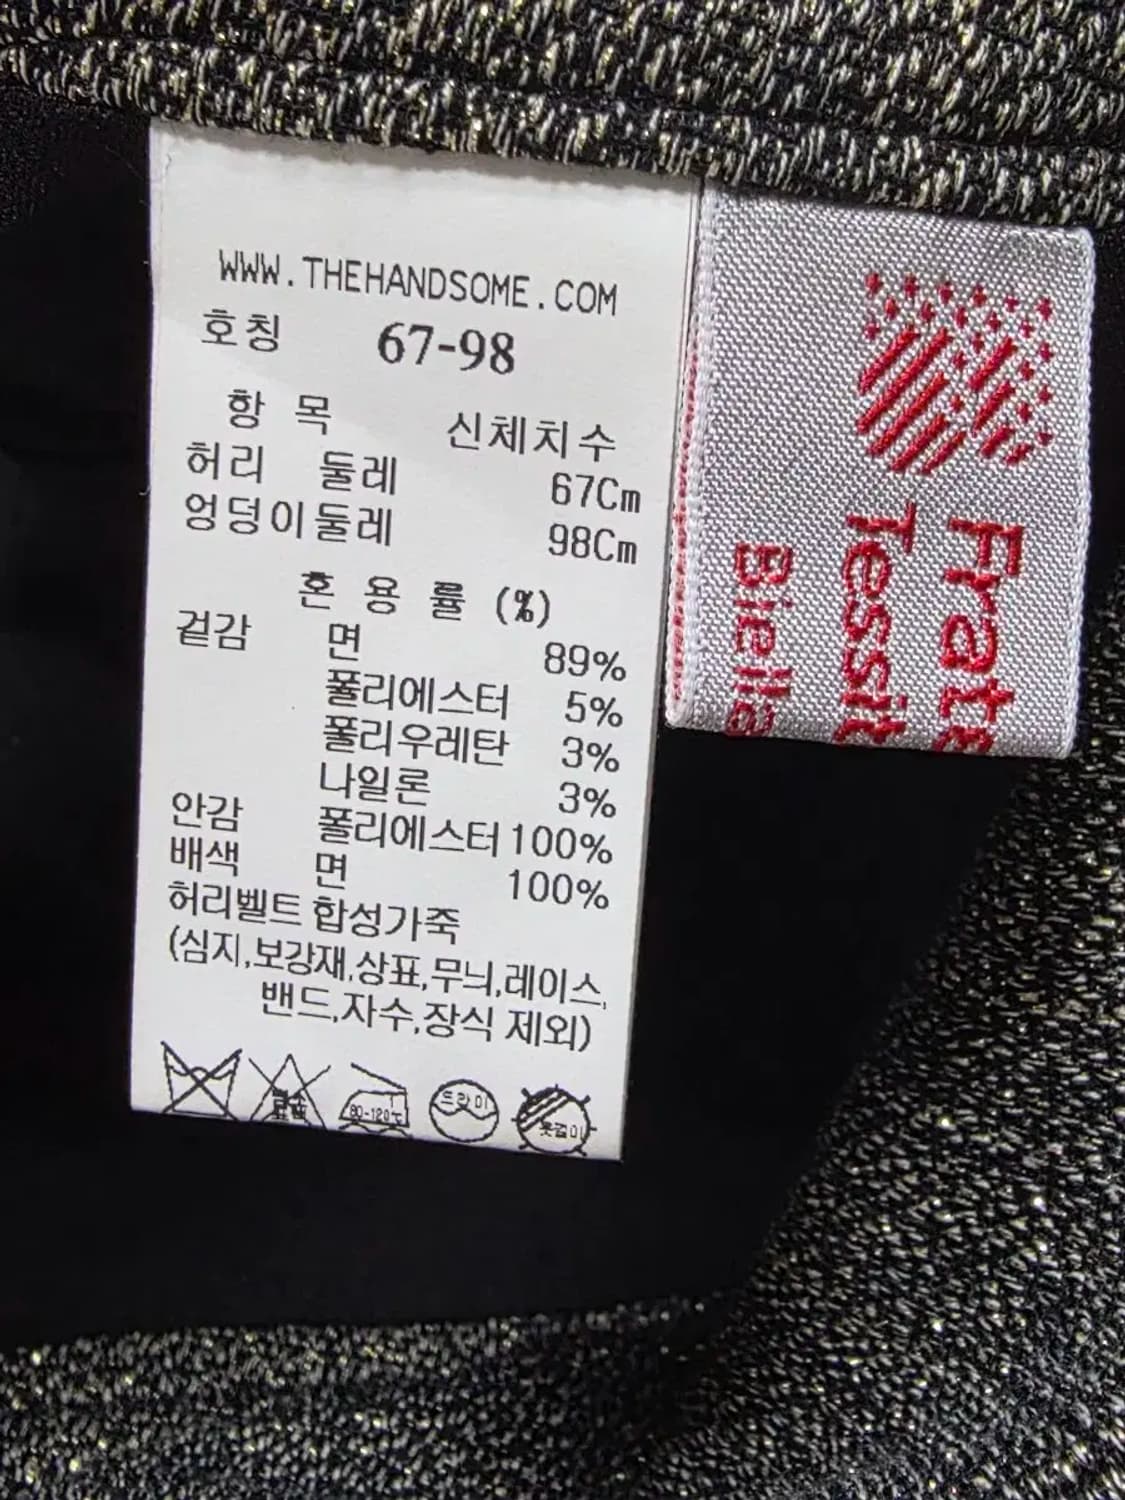 WWW.THEHANDSOME.COM
호칭 67-98
항 목 신체치수
허리 둘레 67Cm
엉덩이둘레 98Cm
혼 용 률 (%)
겉감 면 89%
폴리에스터 5%
폴리우레탄 3%
나일론 3%
안감 폴리에스터 100%
배색 면 100%
허리벨트 합성가죽
(심지,보강재,상표,무늬,레이스,
밴드,자수,장식 제외)
80-120℃ 드라이 옷걸이
Frate
Tessit
Biella